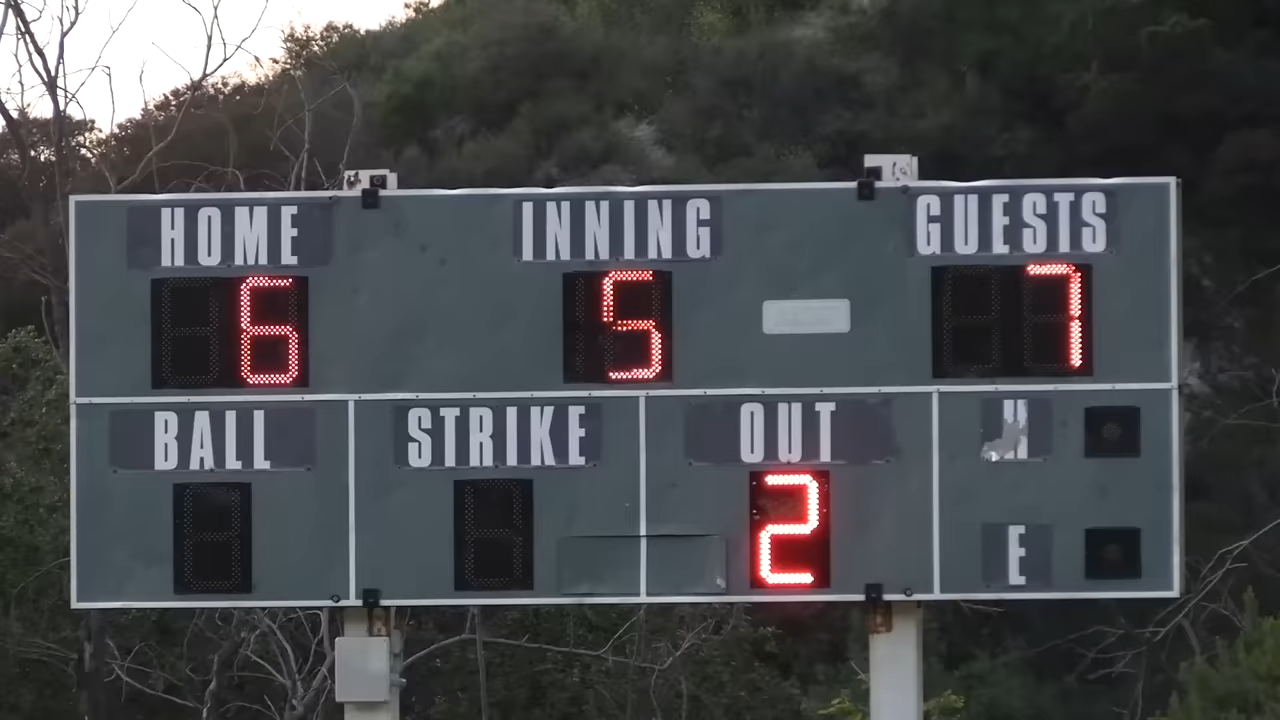 HOME INNING GUESTS
6 5 7
BALL STRIKE OUT H
2
E